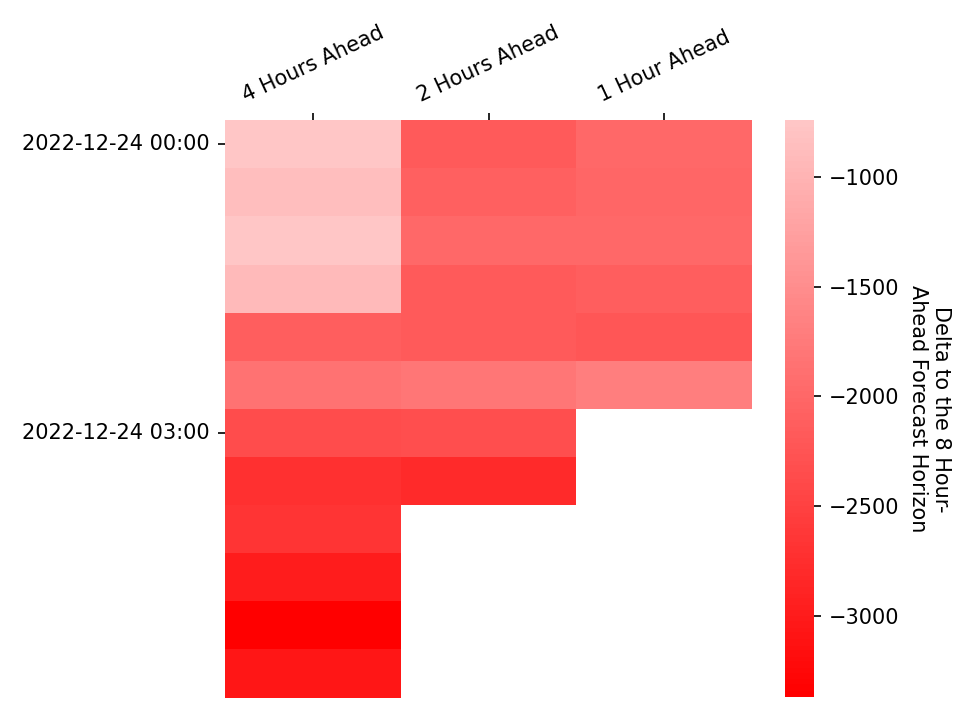 4 Hours Ahead
2 Hours Ahead
1 Hour Ahead
2022-12-24 00:00
2022-12-24 03:00
−1000
−1500
−2000
−2500
−3000
Delta to the 8 Hour-
Ahead Forecast Horizon